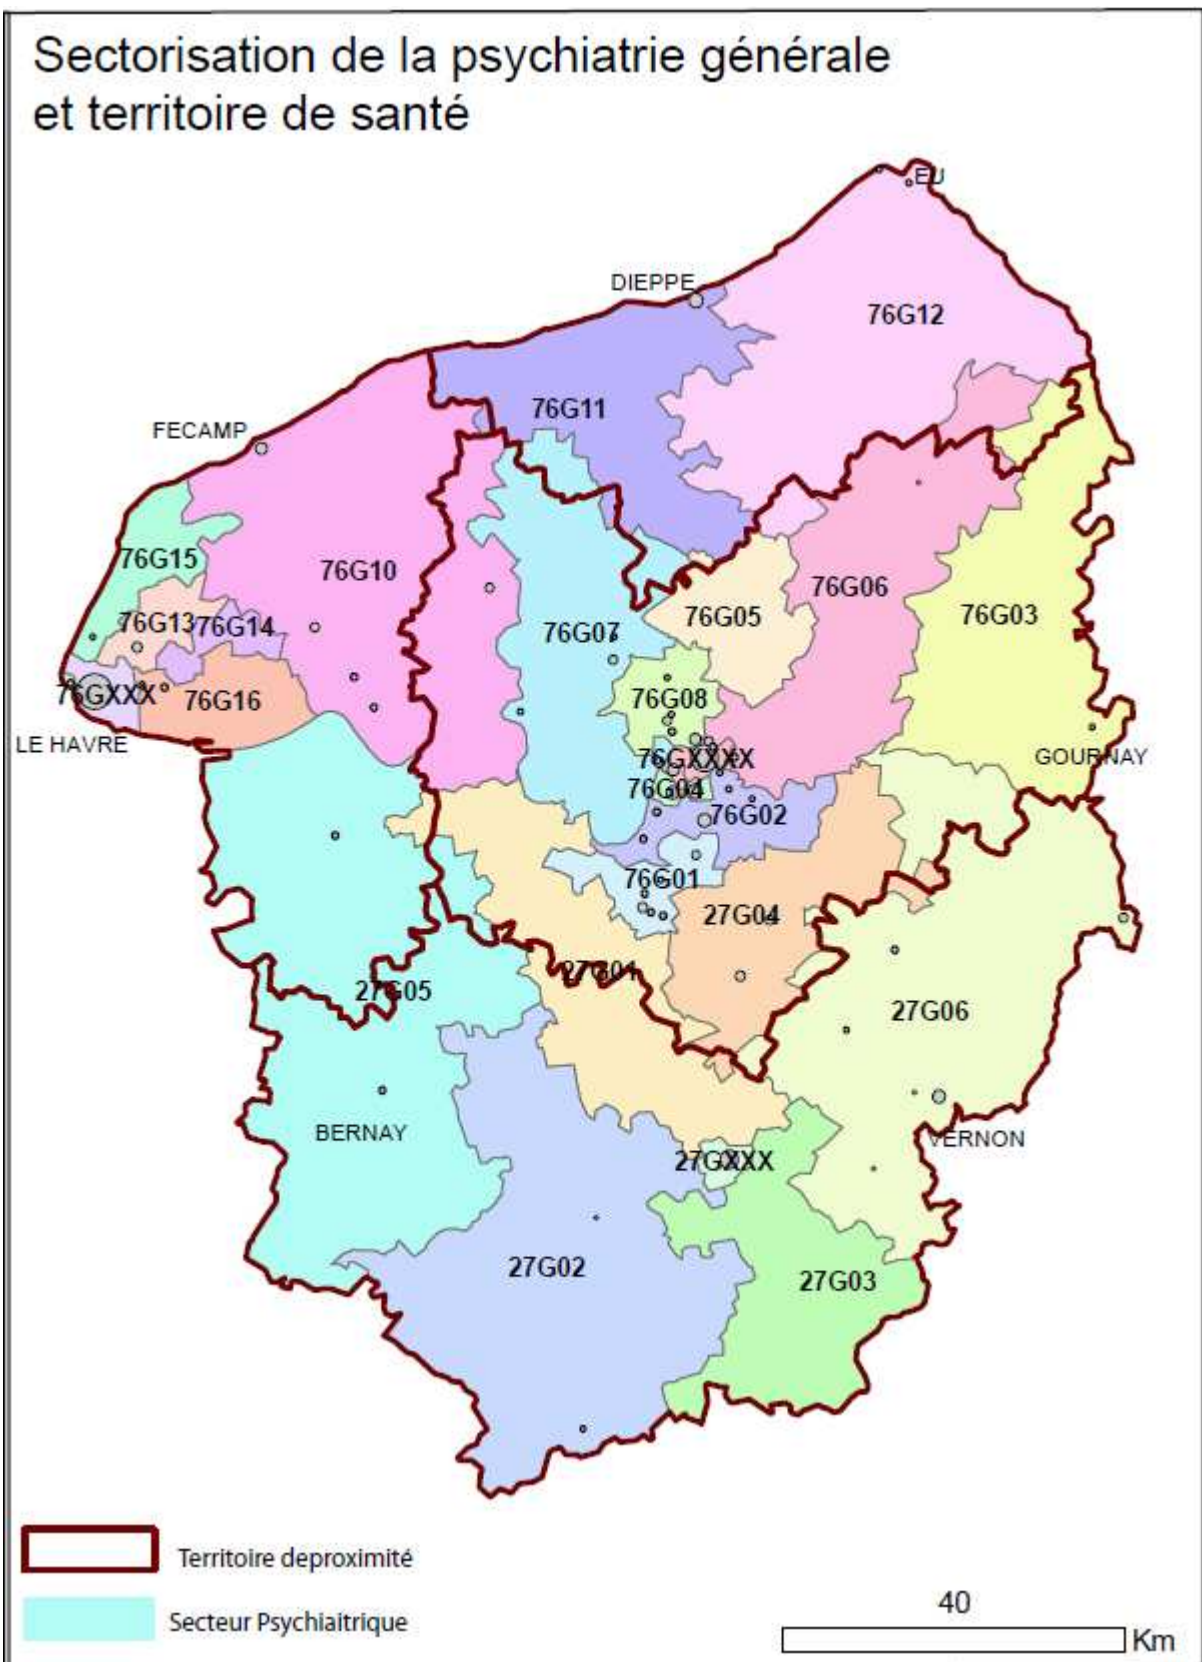 Sectorisation de la psychiatrie générale
et territoire de santé
EU
DIEPPE
76G12
76G11
FECAMP
76G15
76G10
76G06
76G13
76G14
76G07
76G05
76G03
76GXXX
76G16
76G08
LE HAVRE
76GXXXX
GOURNAY
76G04
76G02
76G01
27G04
27G01
27G05
27G06
BERNAY
VERNON
27GXXX
27G02
27G03
Territoire deproximité
Secteur Psychiaitrique
40
Km